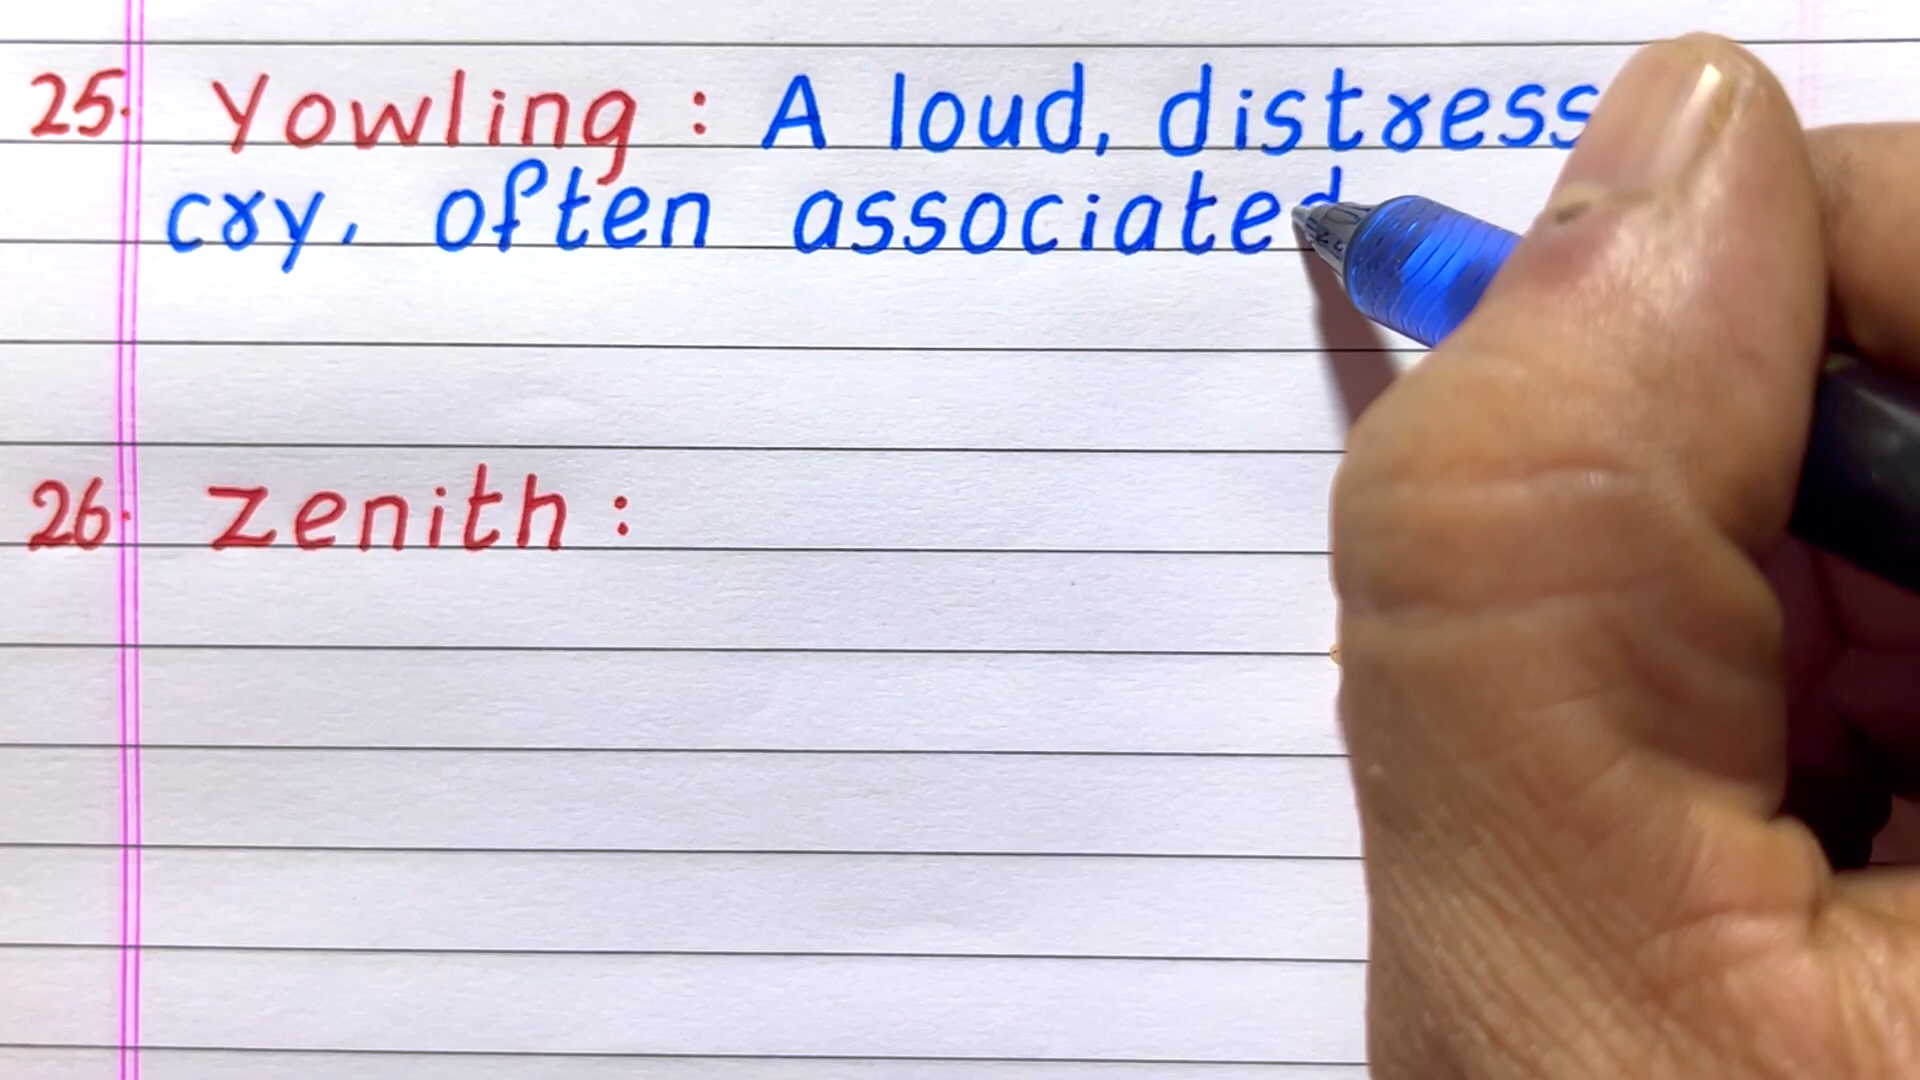 25. Yowling : A loud, distress
cry, often associated
26. Zenith :